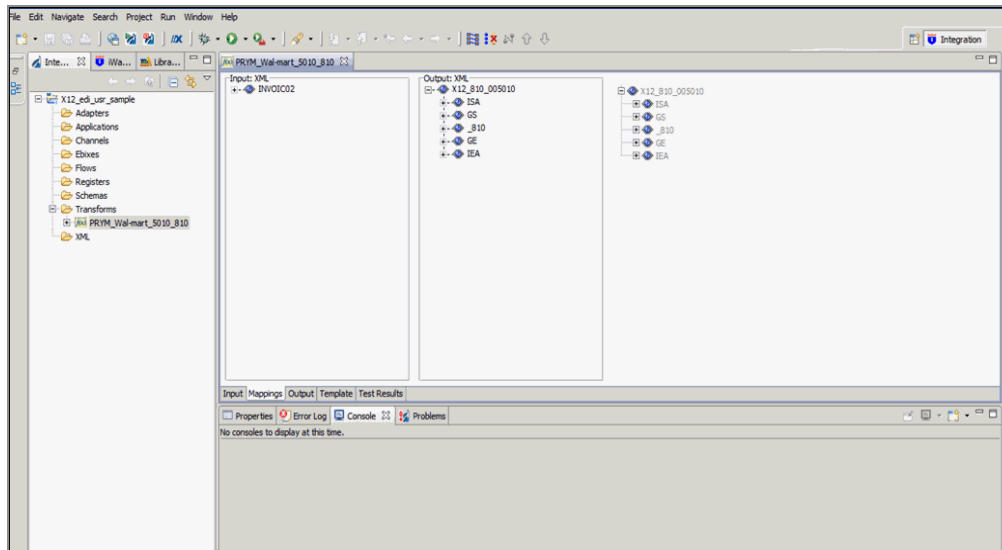 File Edit Navigate Search Project Run Window Help
Integration
Inte... iWa... Libra...
PRYM_Wal-mart_5010_810
X12_edi_usr_sample
Adapters
Applications
Channels
Ebixes
Flows
Registers
Schemas
Transforms
PRYM_Wal-mart_5010_810
XML
Input: XML
INVOIC02
Output: XML
X12_810_005010
ISA
GS
_810
GE
IEA
X12_810_005010
ISA
GS
_810
GE
IEA
Input Mappings Output Template Test Results
Properties Error Log Console Problems
No consoles to display at this time.